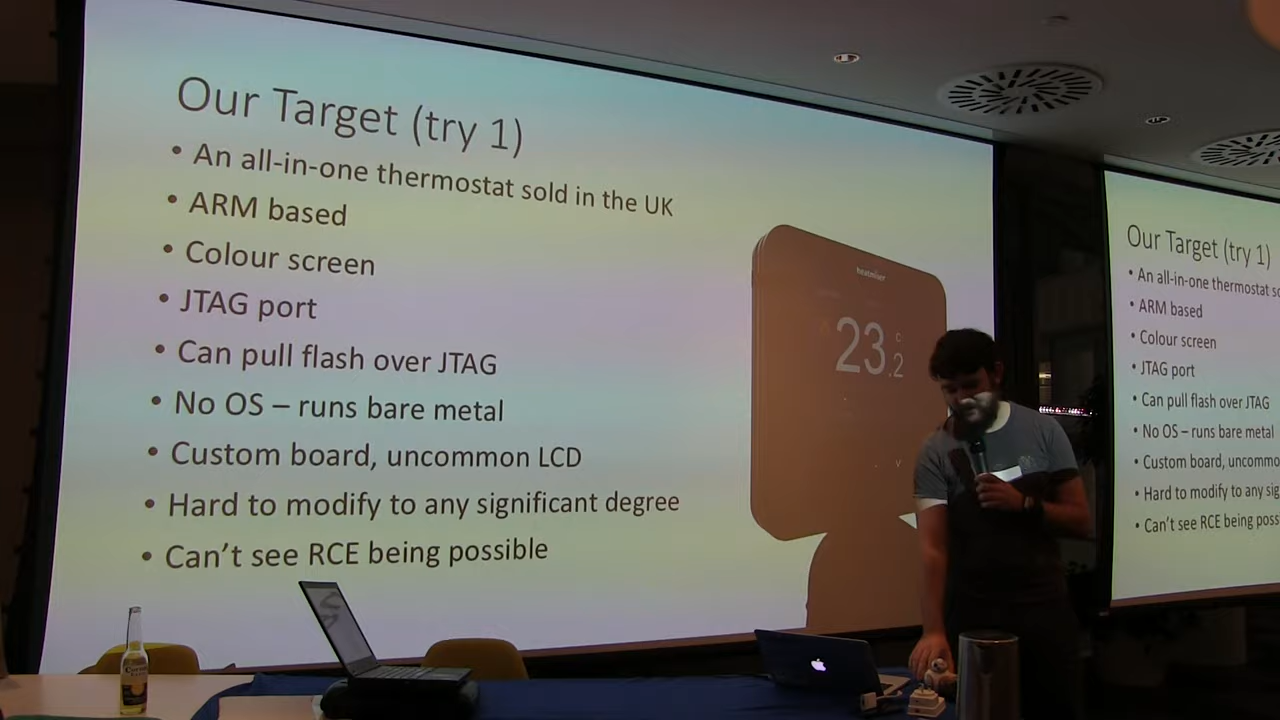 Our Target (try 1)
• An all-in-one thermostat sold in the UK
• ARM based
• Colour screen
• JTAG port
• Can pull flash over JTAG
• No OS – runs bare metal
• Custom board, uncommon LCD
• Hard to modify to any significant degree
• Can't see RCE being possible
heatmiser
23.2
C
V
Our Target (try 1)
• An all-in-one thermostat so
• ARM based
• Colour screen
• JTAG port
• Can pull flash over JTAG
• No OS – runs bare metal
• Custom board, uncommo
• Hard to modify to any sig
• Can't see RCE being poss